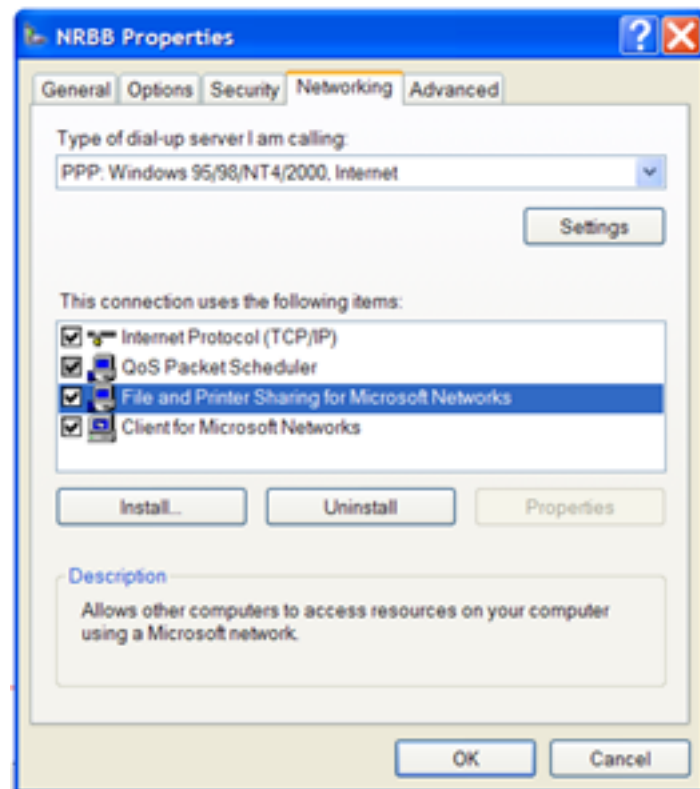 NRBB Properties
General Options Security Networking Advanced
Type of dial-up server I am calling:
PPP: Windows 95/98/NT4/2000, Internet
Settings
This connection uses the following items:
Internet Protocol (TCP/IP)
QoS Packet Scheduler
File and Printer Sharing for Microsoft Networks
Client for Microsoft Networks
Install... Uninstall Properties
Description
Allows other computers to access resources on your computer
using a Microsoft network.
OK Cancel